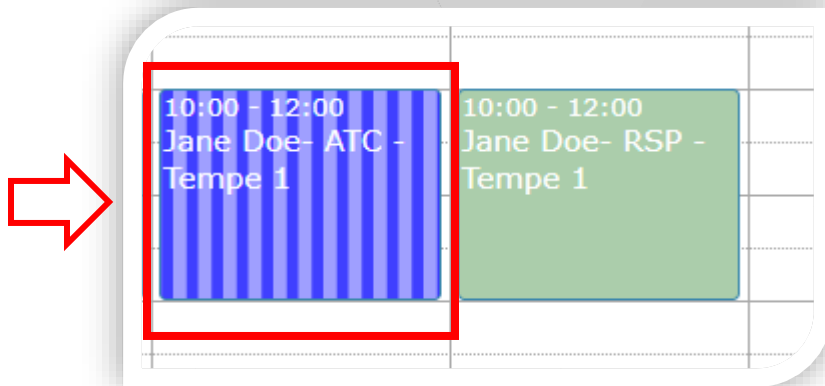 10:00 - 12:00
Jane Doe- ATC -
Tempe 1
10:00 - 12:00
Jane Doe- RSP -
Tempe 1